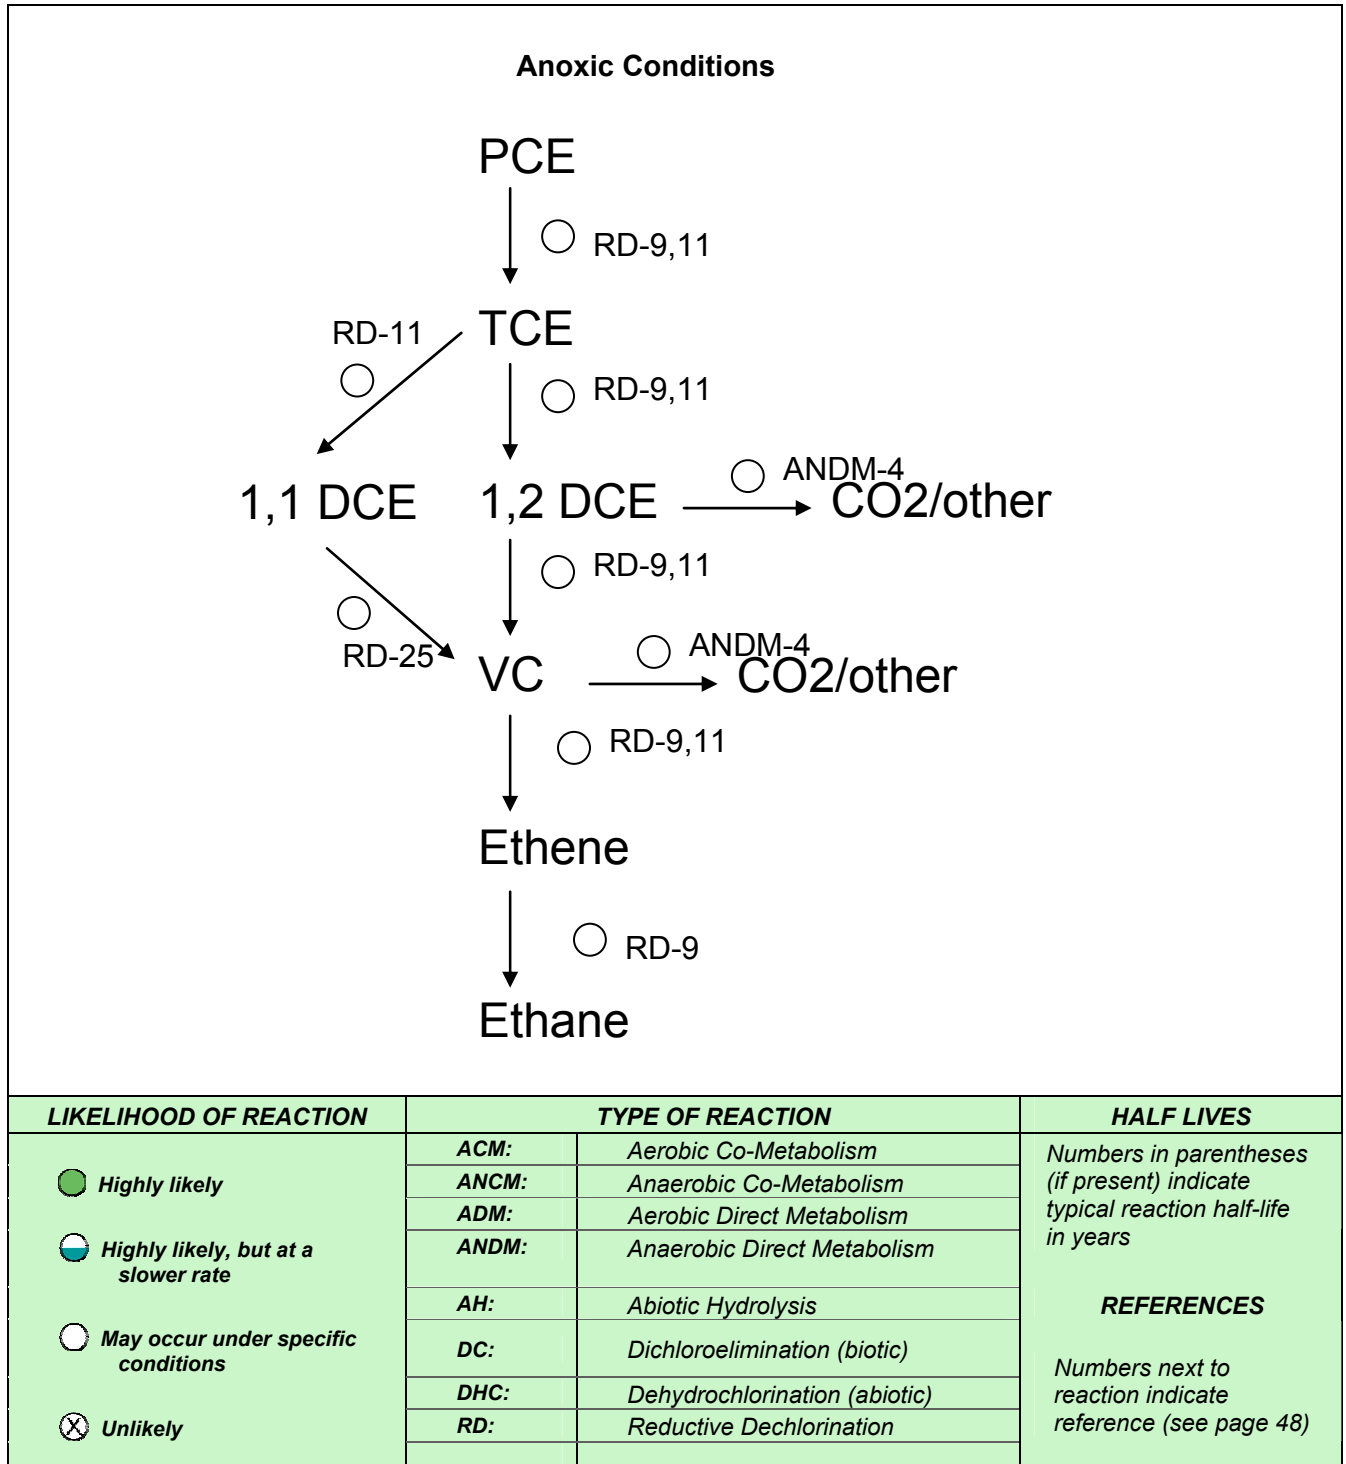 Anoxic Conditions
PCE
RD-9,11
TCE
RD-11
RD-9,11
ANDM-4
1,1 DCE
1,2 DCE
CO2/other
RD-9,11
RD-25
ANDM-4
VC
CO2/other
RD-9,11
Ethene
RD-9
Ethane
LIKELIHOOD OF REACTION
Highly likely
Highly likely, but at a
slower rate
May occur under specific
conditions
Unlikely
TYPE OF REACTION
ACM: Aerobic Co-Metabolism
ANCM: Anaerobic Co-Metabolism
ADM: Aerobic Direct Metabolism
ANDM: Anaerobic Direct Metabolism
AH: Abiotic Hydrolysis
DC: Dichloroelimination (biotic)
DHC: Dehydrochlorination (abiotic)
RD: Reductive Dechlorination
HALF LIVES
Numbers in parentheses
(if present) indicate
typical reaction half-life
in years
REFERENCES
Numbers next to
reaction indicate
reference (see page 48)